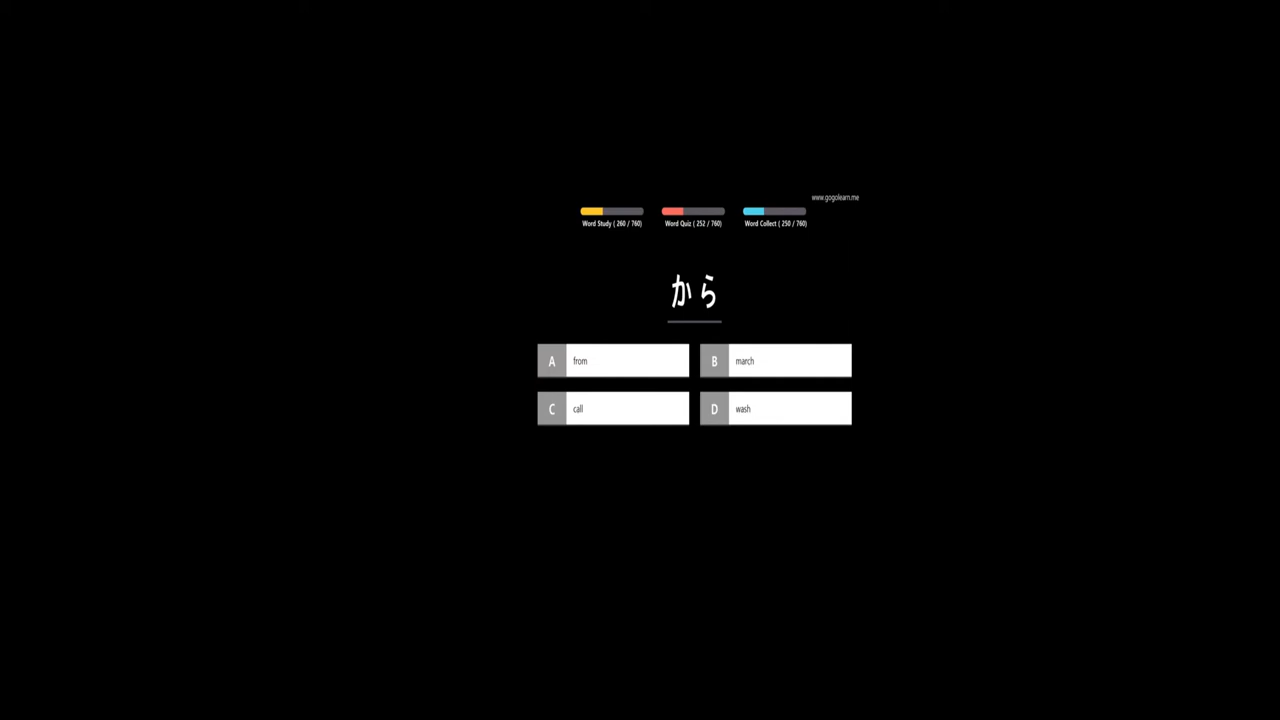 www.gogolearn.me
Word Study ( 260 / 760)
Word Quiz ( 252 / 760)
Word Collect ( 250 / 760)
から
A from
B march
C call
D wash